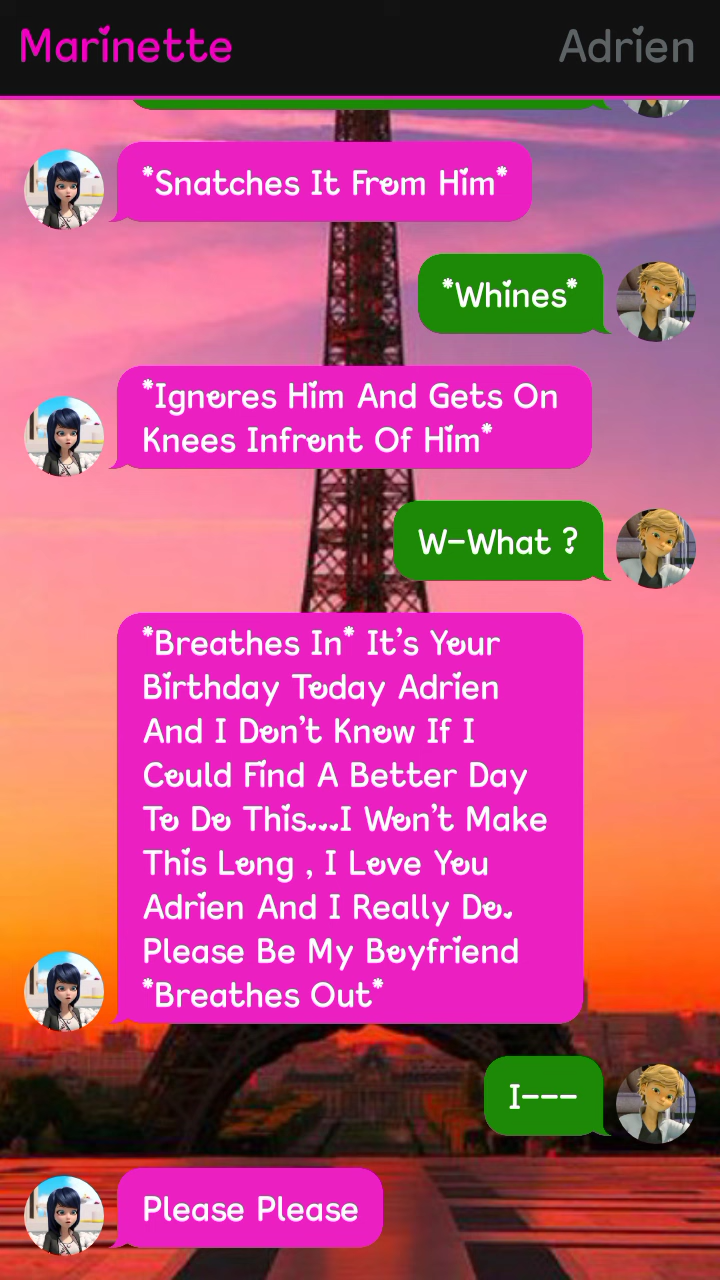 Marinette Adrien
*Snatches It From Him*
*Whines*
*Ignores Him And Gets On
Knees Infront Of Him*
W-What ?
*Breathes In* It's Your
Birthday Today Adrien
And I Don't Know If I
Could Find A Better Day
To Do This...I Won't Make
This Long , I Love You
Adrien And I Really Do.
Please Be My Boyfriend
*Breathes Out*
I---
Please Please